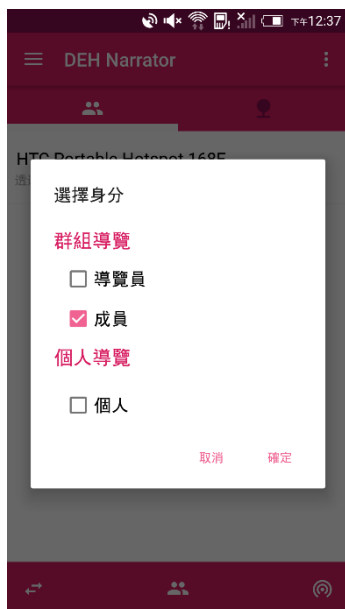 下午12:37
DEH Narrator
HTC Portable Hotspot 168F
選擇身分
群組導覽
導覽員
成員
個人導覽
個人
取消
確定